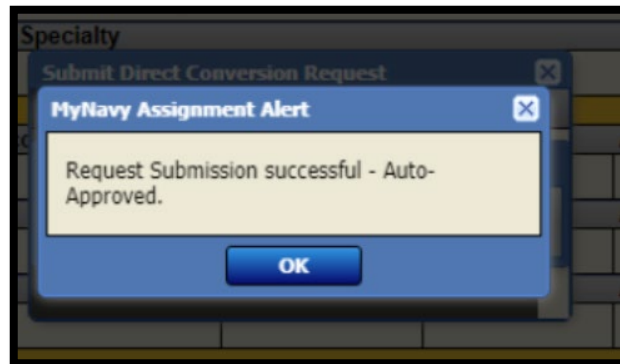 Specialty
Submit Direct Conversion Request
MyNavy Assignment Alert
Request Submission successful - Auto-
Approved.
OK